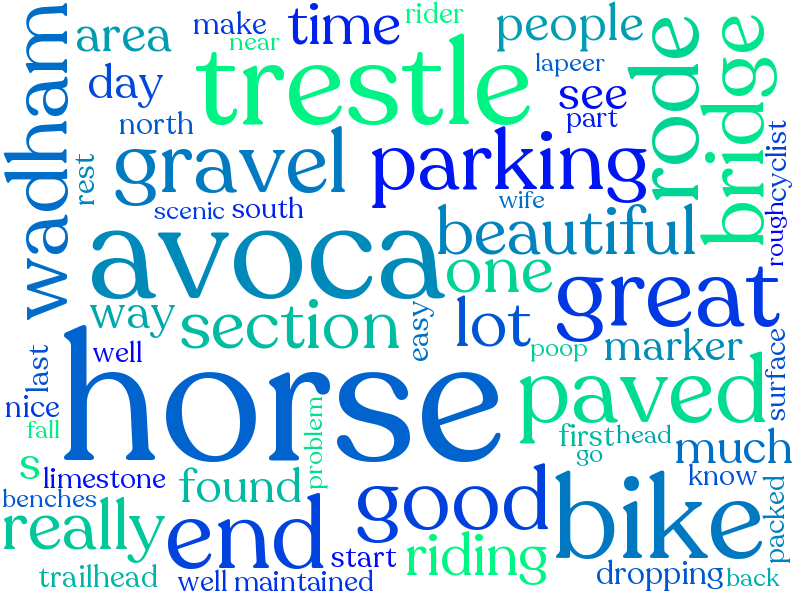 make
time
rider
people
area
near
lapeer
day
trestle
see
rode
bridge
wadham
north
part
rest
gravel
parking
cyclist
scenic
south
wife
rough
avoca
beautiful
one
great
way
section
easy
lot
marker
last
well
horse
poop
surface
nice
paved
fall
problem
first
head
much
s
go
limestone
found
know
benches
good
bike
packed
really
end
start
riding
trailhead
well maintained
dropping
back